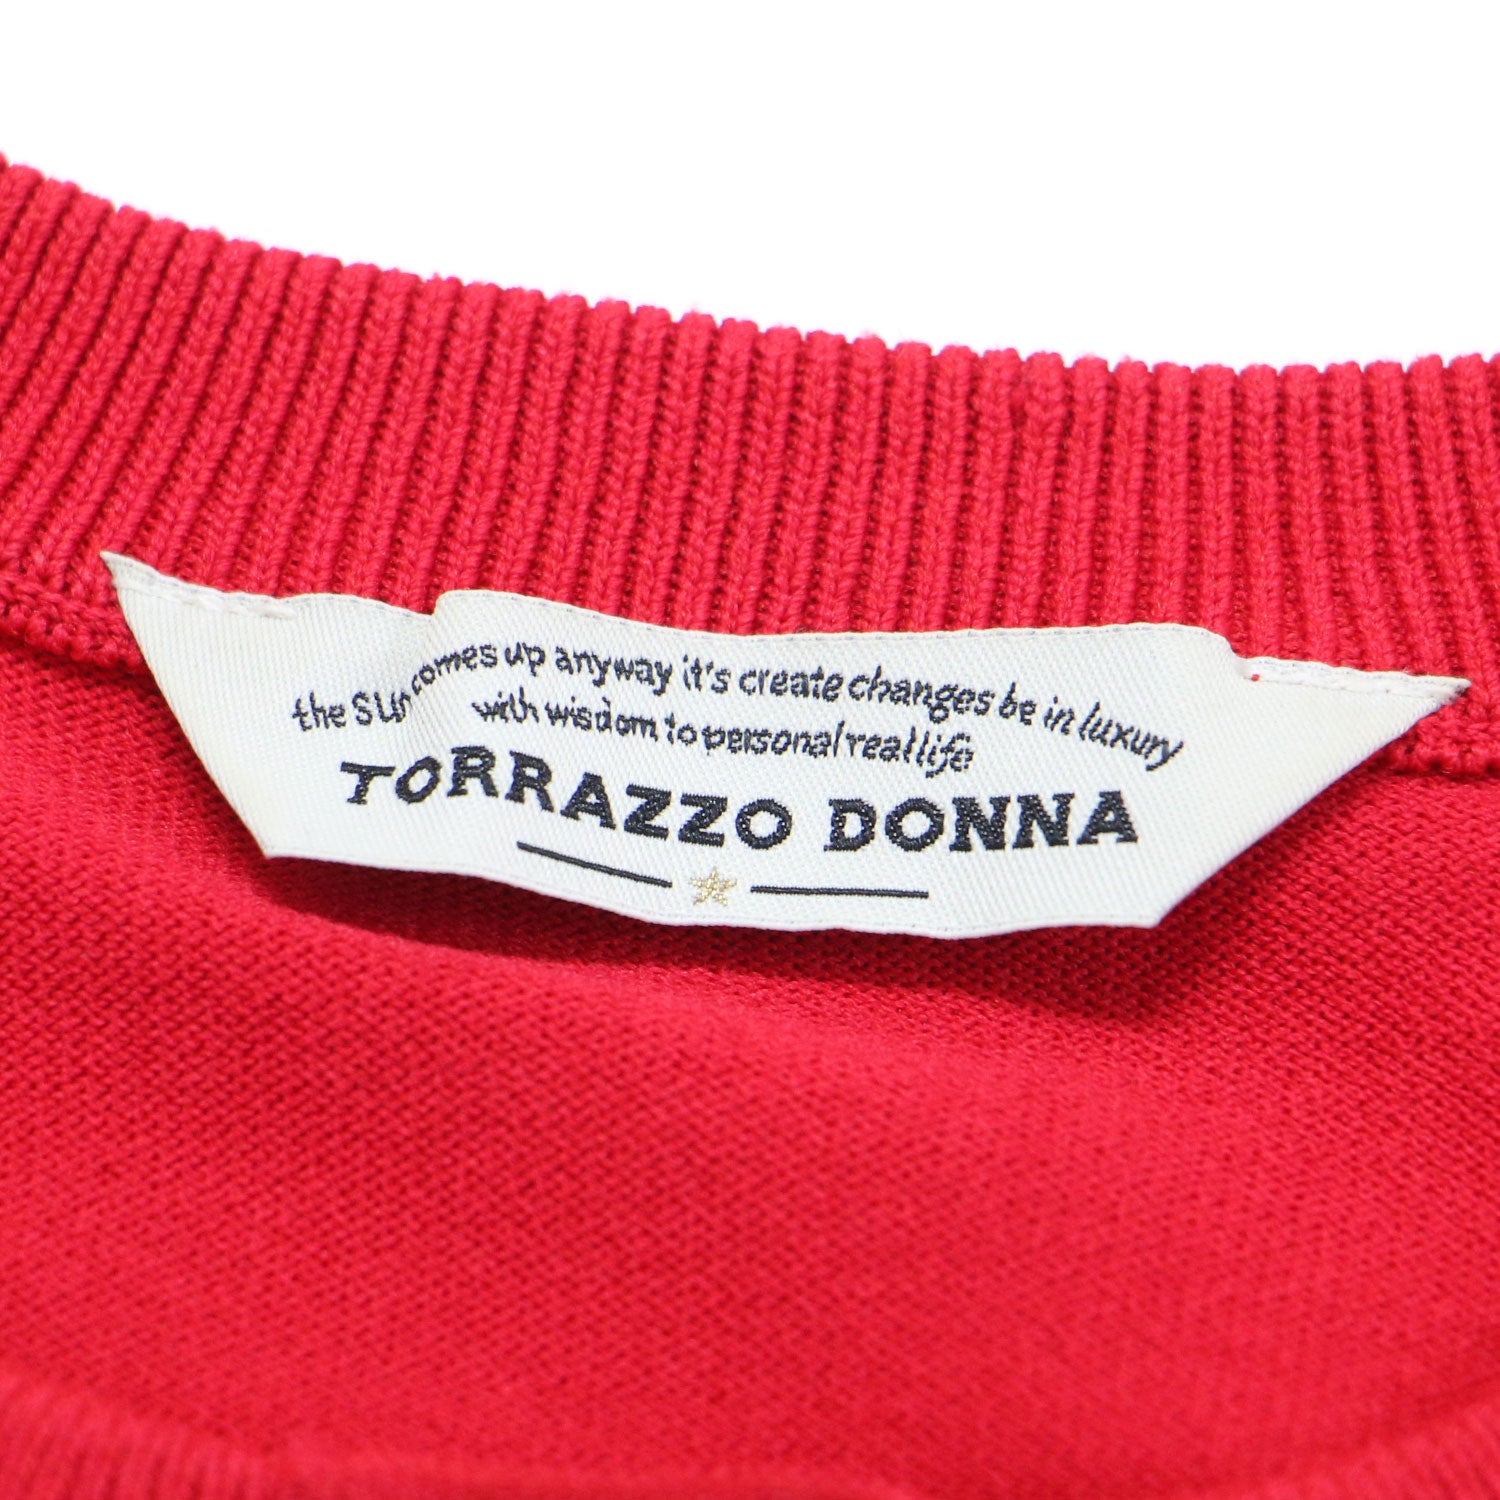 the sun comes up anyway it's create changes be in luxury
with wisdom to personal real life
TORRAZZO DONNA